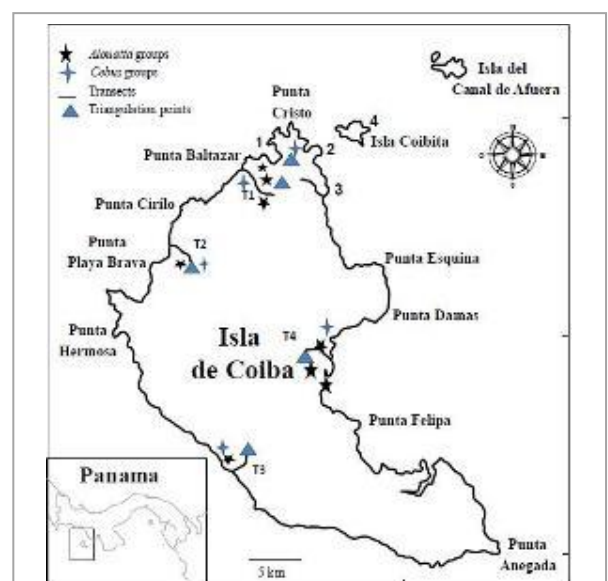 Alouatta groups
Cebus groups
Transects
Triangulation points
Isla del
Canal de Afuera
Punta
Cristo
4
Isla Coibita
1
2
Punta Baltazar
T1
3
Punta Cirilo
Punta
Playa Brava
T2
Punta Esquina
Punta Damas
Punta
Hermosa
Isla
de Coiba
T4
Punta Felipa
T3
Panama
5 km
Punta
Anegada